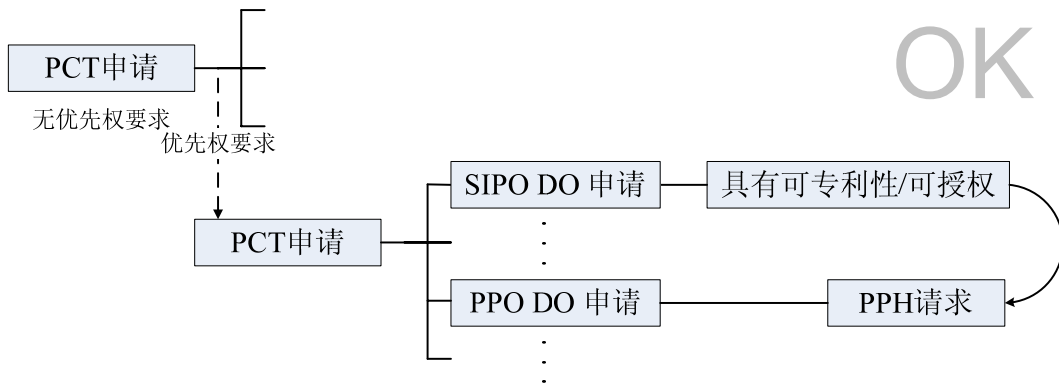 OK
PCT申请
无优先权要求
优先权要求
SIPO DO 申请
具有可专利性/可授权
PCT申请
PPO DO 申请
PPH请求